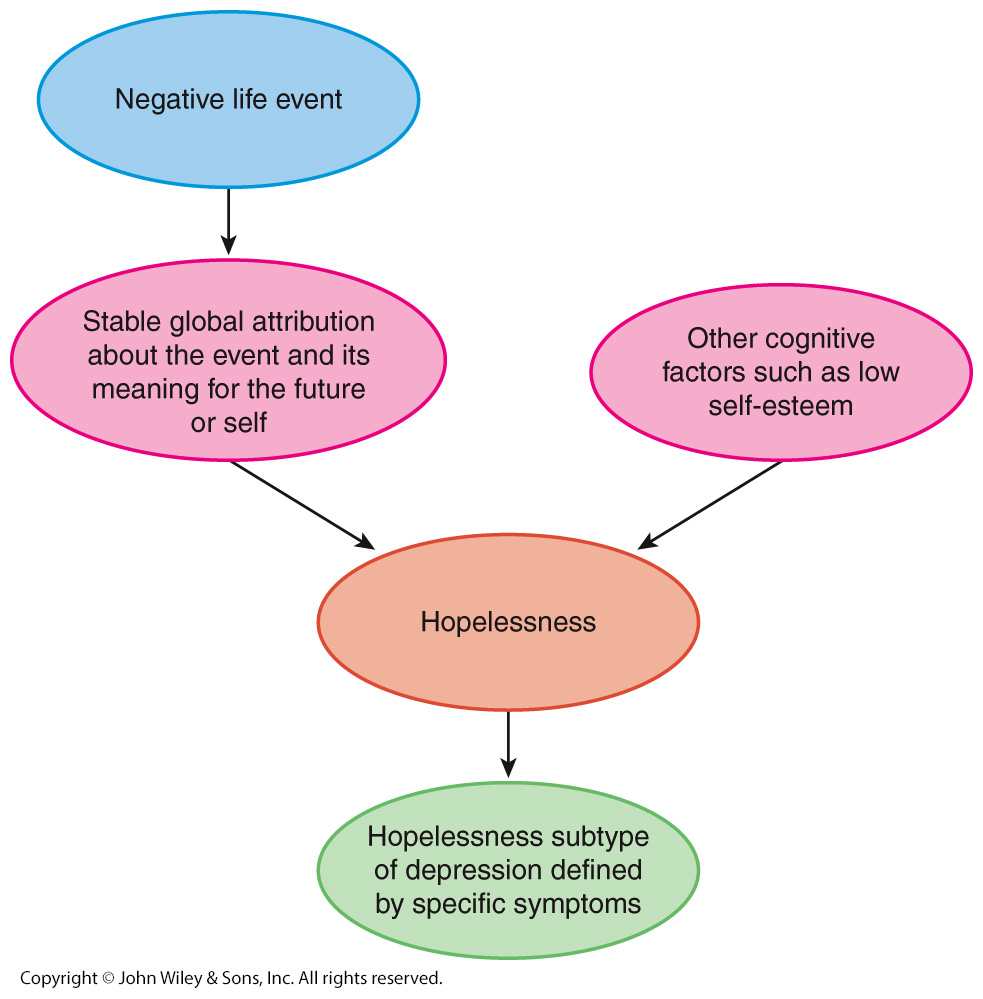 Negative life event
Stable global attribution
about the event and its
meaning for the future
or self
Other cognitive
factors such as low
self-esteem
Hopelessness
Hopelessness subtype
of depression defined
by specific symptoms
Copyright © John Wiley & Sons, Inc. All rights reserved.